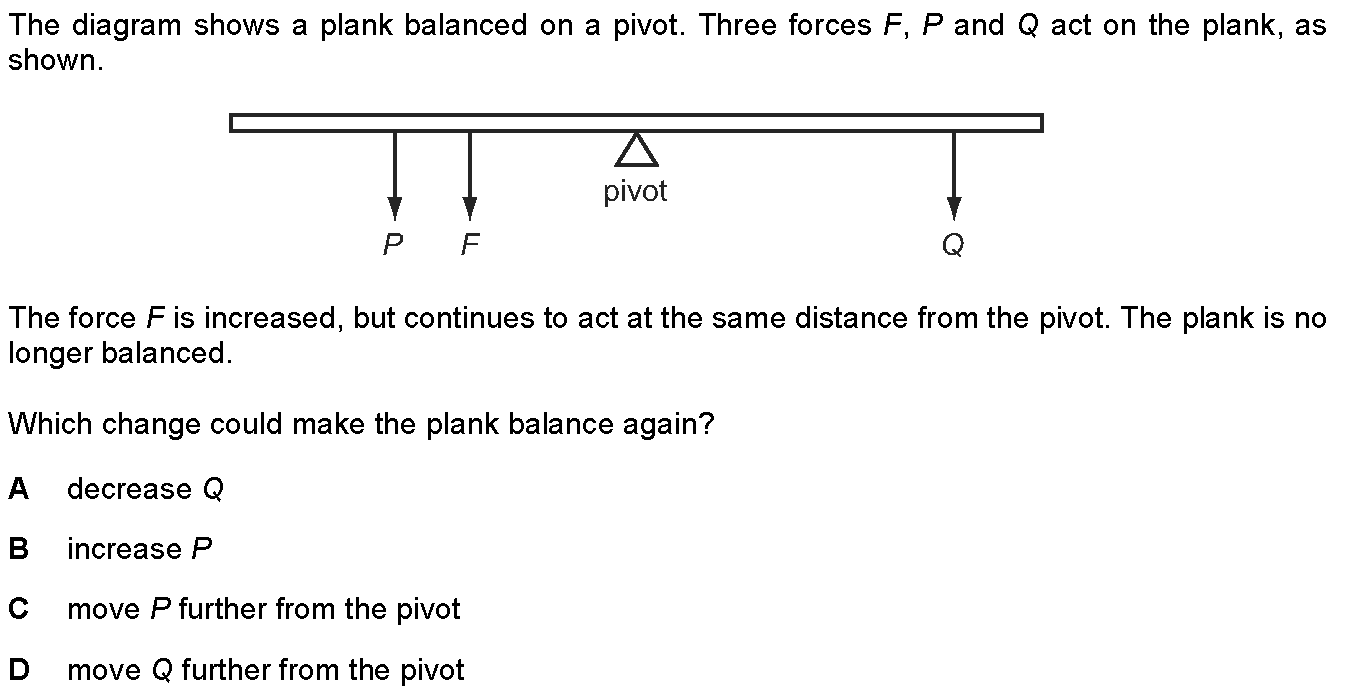 The diagram shows a plank balanced on a pivot. Three forces F, P and Q act on the plank, as
shown.
pivot
P F Q
The force F is increased, but continues to act at the same distance from the pivot. The plank is no
longer balanced.
Which change could make the plank balance again?
A decrease Q
B increase P
C move P further from the pivot
D move Q further from the pivot